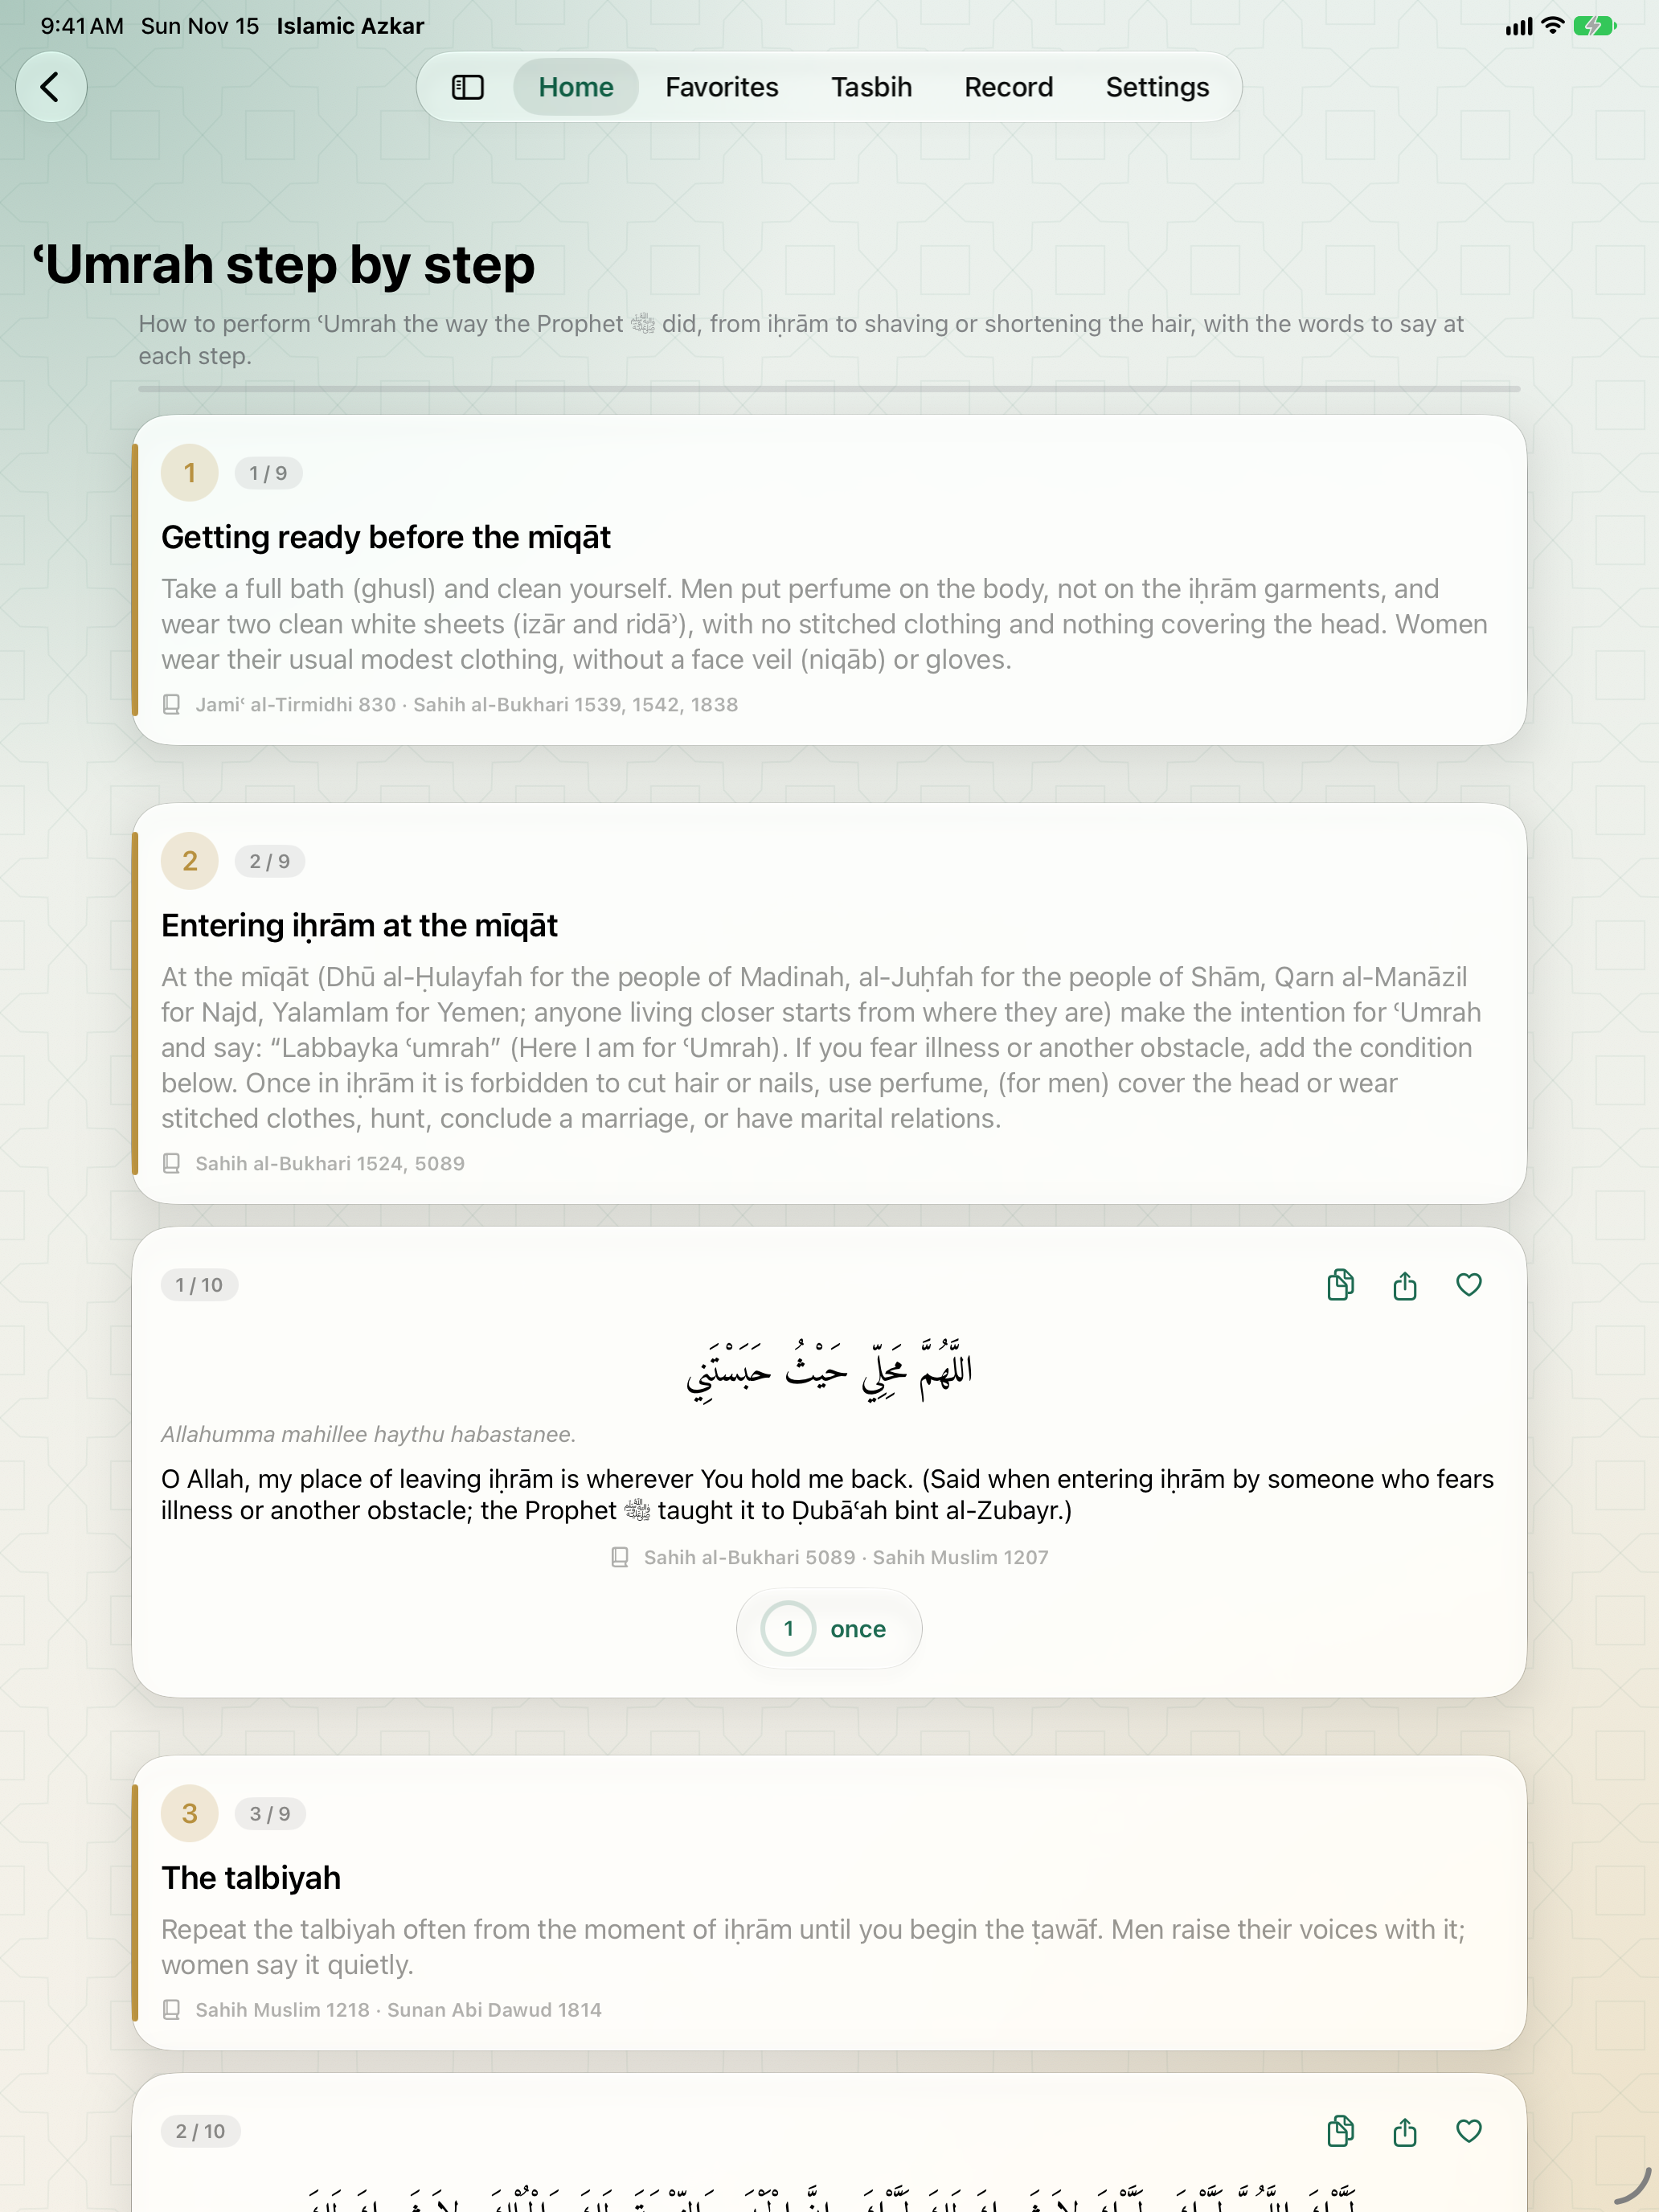 9:41 AM Sun Nov 15 Islamic Azkar
Home Favorites Tasbih Record Settings
ʿUmrah step by step
How to perform ʿUmrah the way the Prophet ﷺ did, from iḥrām to shaving or shortening the hair, with the words to say at
each step.
1 1 / 9
Getting ready before the mīqāt
Take a full bath (ghusl) and clean yourself. Men put perfume on the body, not on the iḥrām garments, and
wear two clean white sheets (izār and ridāʾ), with no stitched clothing and nothing covering the head. Women
wear their usual modest clothing, without a face veil (niqāb) or gloves.
Jamiʿ al-Tirmidhi 830 · Sahih al-Bukhari 1539, 1542, 1838
2 2 / 9
Entering iḥrām at the mīqāt
At the mīqāt (Dhū al-Ḥulayfah for the people of Madinah, al-Juḥfah for the people of Shām, Qarn al-Manāzil
for Najd, Yalamlam for Yemen; anyone living closer starts from where they are) make the intention for ʿUmrah
and say: “Labbayka ʿumrah” (Here I am for ʿUmrah). If you fear illness or another obstacle, add the condition
below. Once in iḥrām it is forbidden to cut hair or nails, use perfume, (for men) cover the head or wear
stitched clothes, hunt, conclude a marriage, or have marital relations.
Sahih al-Bukhari 1524, 5089
1 / 10
اللَّهُمَّ مَحِلِّي حَيْثُ حَبَسْتَنِي
Allahumma mahillee haythu habastanee.
O Allah, my place of leaving iḥrām is wherever You hold me back. (Said when entering iḥrām by someone who fears
illness or another obstacle; the Prophet ﷺ taught it to Ḍubāʿah bint al-Zubayr.)
Sahih al-Bukhari 5089 · Sahih Muslim 1207
1 once
3 3 / 9
The talbiyah
Repeat the talbiyah often from the moment of iḥrām until you begin the ṭawāf. Men raise their voices with it;
women say it quietly.
Sahih Muslim 1218 · Sunan Abi Dawud 1814
2 / 10